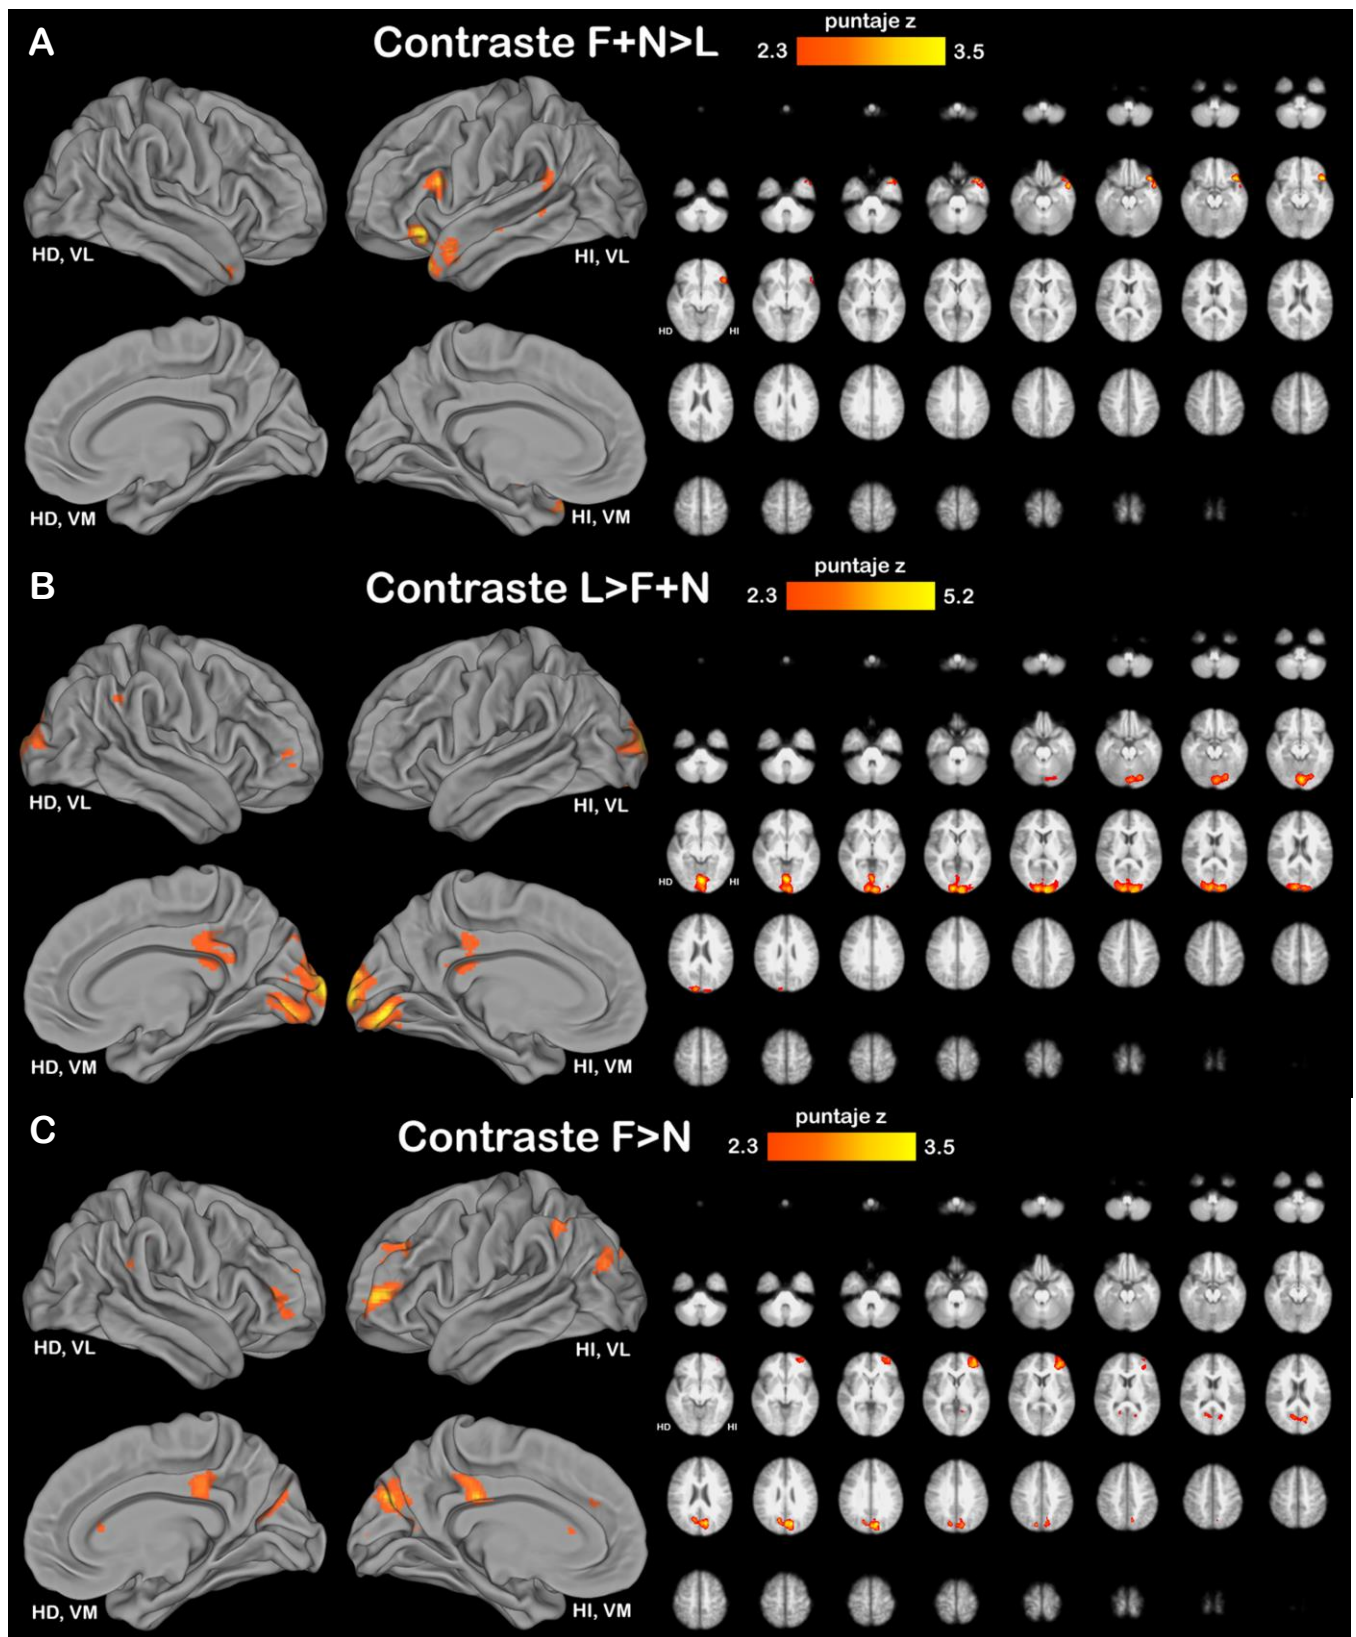 A
Contraste F+N>L
puntaje z
2.3
3.5
HD, VL
HI, VL
HD
HI
HD, VM
HI, VM
B
Contraste L>F+N
puntaje z
2.3
5.2
HD, VL
HI, VL
HD
HI
HD, VM
HI, VM
C
Contraste F>N
puntaje z
2.3
3.5
HD, VL
HI, VL
HD
HI
HD, VM
HI, VM